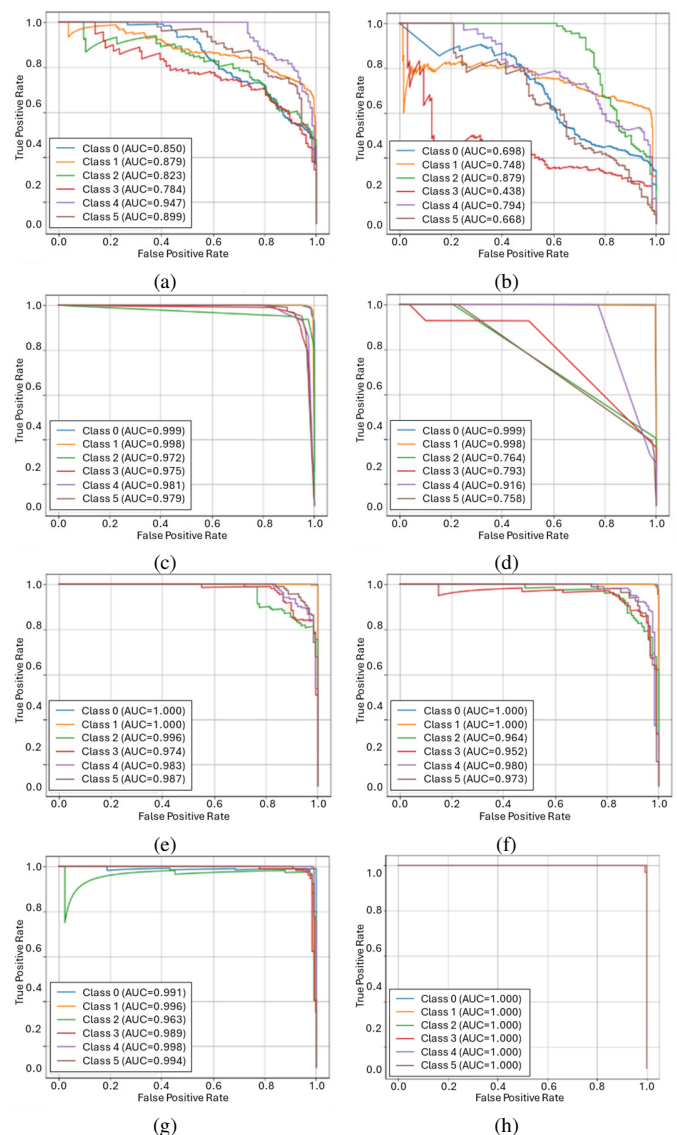 True Positive Rate
1.0
0.8
0.6
0.4
0.2
0.0
Class 0 (AUC=0.850)
Class 1 (AUC=0.879)
Class 2 (AUC=0.823)
Class 3 (AUC=0.784)
Class 4 (AUC=0.947)
Class 5 (AUC=0.899)
0.0 0.2 0.4 0.6 0.8 1.0
False Positive Rate
(a)
True Positive Rate
1.0
0.8
0.6
0.4
0.2
0.0
Class 0 (AUC=0.698)
Class 1 (AUC=0.748)
Class 2 (AUC=0.879)
Class 3 (AUC=0.438)
Class 4 (AUC=0.794)
Class 5 (AUC=0.668)
0.0 0.2 0.4 0.6 0.8 1.0
False Positive Rate
(b)
True Positive Rate
1.0
0.8
0.6
0.4
0.2
0.0
Class 0 (AUC=0.999)
Class 1 (AUC=0.998)
Class 2 (AUC=0.972)
Class 3 (AUC=0.975)
Class 4 (AUC=0.981)
Class 5 (AUC=0.979)
0.0 0.2 0.4 0.6 0.8 1.0
False Positive Rate
(c)
True Positive Rate
1.0
0.8
0.6
0.4
0.2
0.0
Class 0 (AUC=0.999)
Class 1 (AUC=0.998)
Class 2 (AUC=0.764)
Class 3 (AUC=0.793)
Class 4 (AUC=0.916)
Class 5 (AUC=0.758)
0.0 0.2 0.4 0.6 0.8 1.0
False Positive Rate
(d)
True Positive Rate
1.0
0.8
0.6
0.4
0.2
0.0
Class 0 (AUC=1.000)
Class 1 (AUC=1.000)
Class 2 (AUC=0.996)
Class 3 (AUC=0.974)
Class 4 (AUC=0.983)
Class 5 (AUC=0.987)
0.0 0.2 0.4 0.6 0.8 1.0
False Positive Rate
(e)
True Positive Rate
1.0
0.8
0.6
0.4
0.2
0.0
Class 0 (AUC=1.000)
Class 1 (AUC=1.000)
Class 2 (AUC=0.964)
Class 3 (AUC=0.952)
Class 4 (AUC=0.980)
Class 5 (AUC=0.973)
0.0 0.2 0.4 0.6 0.8 1.0
False Positive Rate
(f)
True Positive Rate
1.0
0.8
0.6
0.4
0.2
0.0
Class 0 (AUC=0.991)
Class 1 (AUC=0.996)
Class 2 (AUC=0.963)
Class 3 (AUC=0.989)
Class 4 (AUC=0.998)
Class 5 (AUC=0.994)
0.0 0.2 0.4 0.6 0.8 1.0
False Positive Rate
(g)
True Positive Rate
1.0
0.8
0.6
0.4
0.2
0.0
Class 0 (AUC=1.000)
Class 1 (AUC=1.000)
Class 2 (AUC=1.000)
Class 3 (AUC=1.000)
Class 4 (AUC=1.000)
Class 5 (AUC=1.000)
0.0 0.2 0.4 0.6 0.8 1.0
False Positive Rate
(h)